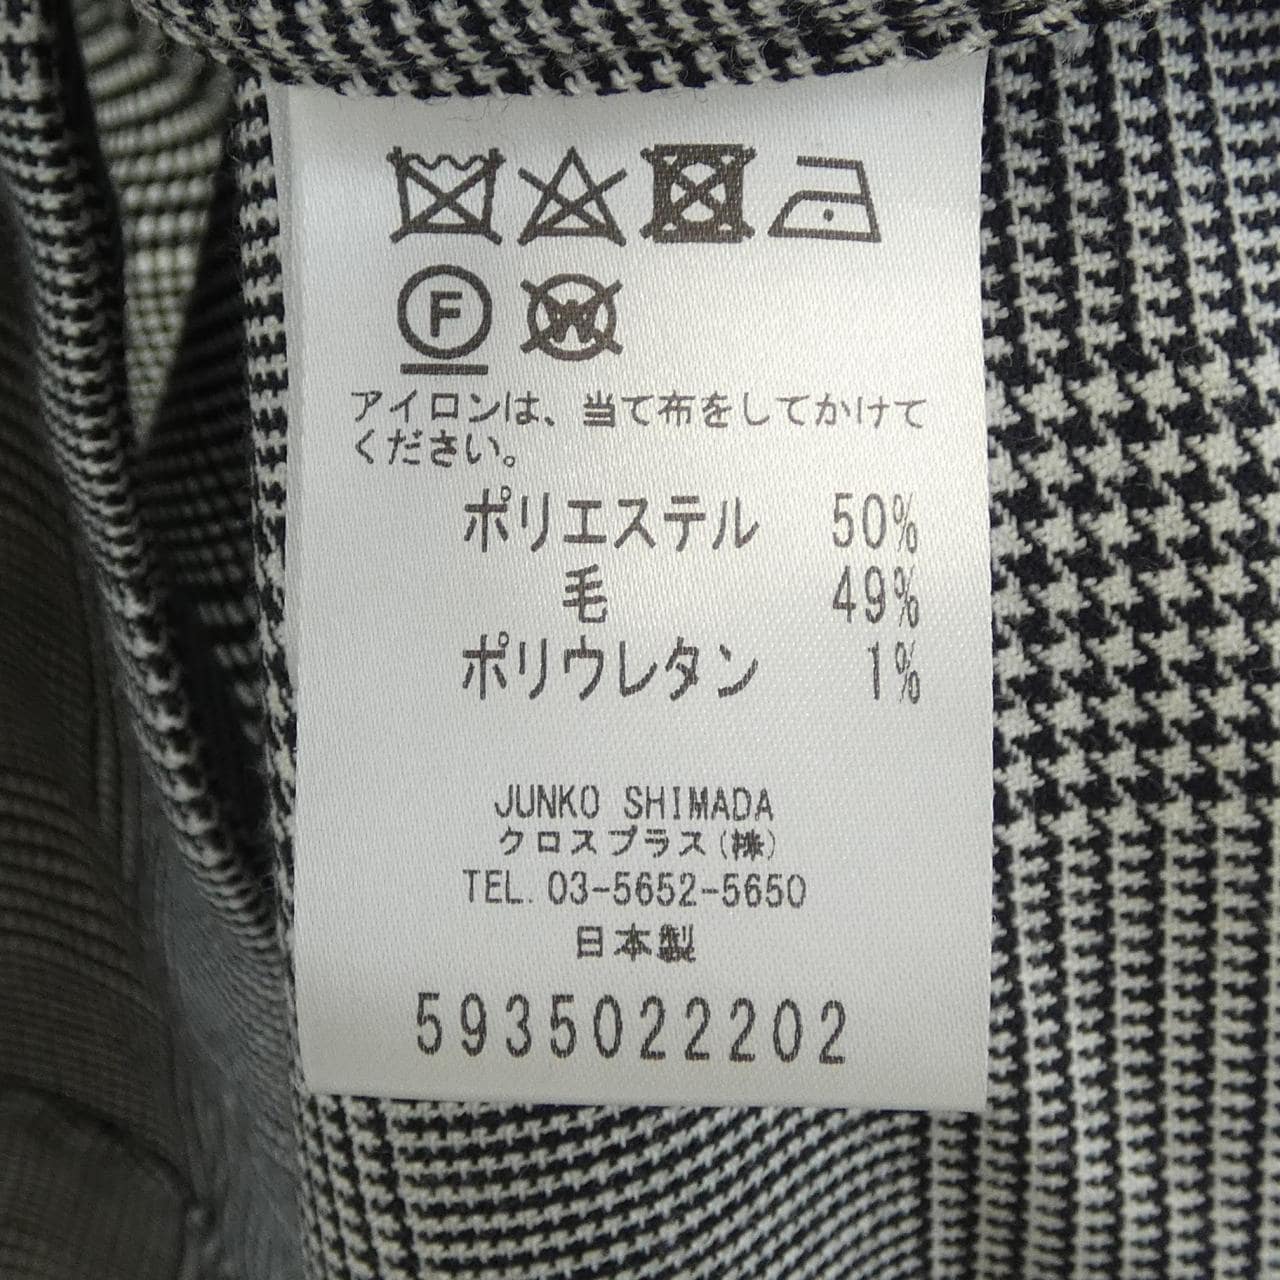 F W
アイロンは、当て布をしてかけて
ください。
ポリエステル 50%
毛 49%
ポリウレタン 1%
JUNKO SHIMADA
クロスプラス(株)
TEL. 03-5652-5650
日本製
5935022202